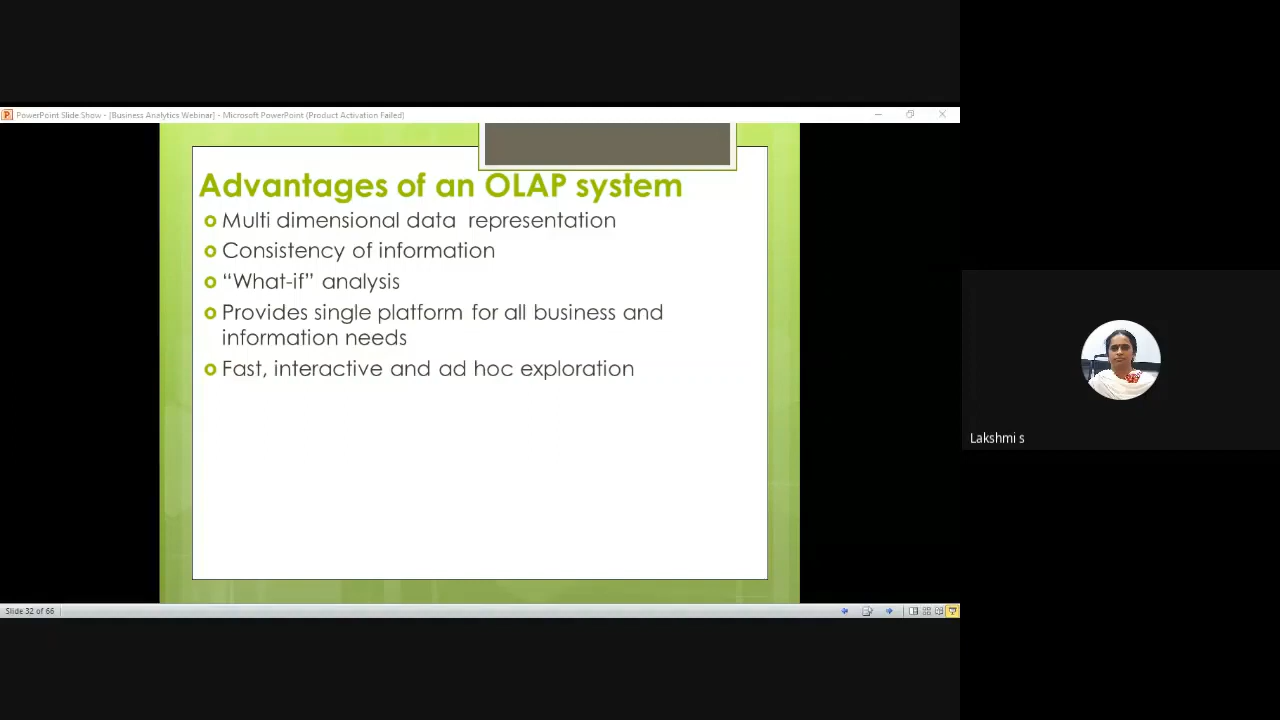 PowerPoint Slide Show - [Business Analytics Webinar] - Microsoft PowerPoint (Product Activation Failed)
Advantages of an OLAP system
Multi dimensional data  representation
Consistency of information
“What-if” analysis
Provides single platform for all business and
information needs
Fast, interactive and ad hoc exploration
Lakshmi s
Slide 32 of 66